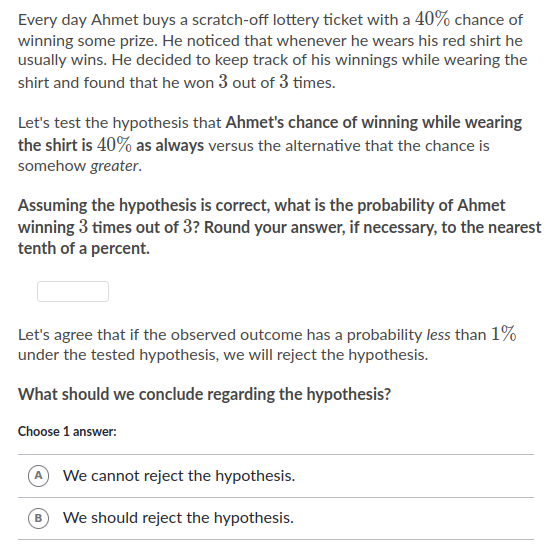 Every day Ahmet buys a scratch-off lottery ticket with a 40% chance of
winning some prize. He noticed that whenever he wears his red shirt he
usually wins. He decided to keep track of his winnings while wearing the
shirt and found that he won 3 out of 3 times.
Let's test the hypothesis that Ahmet's chance of winning while wearing
the shirt is 40% as always versus the alternative that the chance is
somehow greater.
Assuming the hypothesis is correct, what is the probability of Ahmet
winning 3 times out of 3? Round your answer, if necessary, to the nearest
tenth of a percent.
Let's agree that if the observed outcome has a probability less than 1%
under the tested hypothesis, we will reject the hypothesis.
What should we conclude regarding the hypothesis?
Choose 1 answer:
A We cannot reject the hypothesis.
B We should reject the hypothesis.